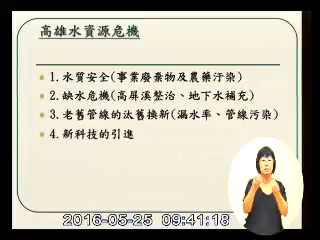 高雄水資源危機
1.水質安全(事業廢棄物及農藥汙染)
2.缺水危機(高屏溪整治、地下水補充)
3.老舊管線的汰舊換新(漏水率、管線污染)
4.新科技的引進
2016-05-25 09:41:18